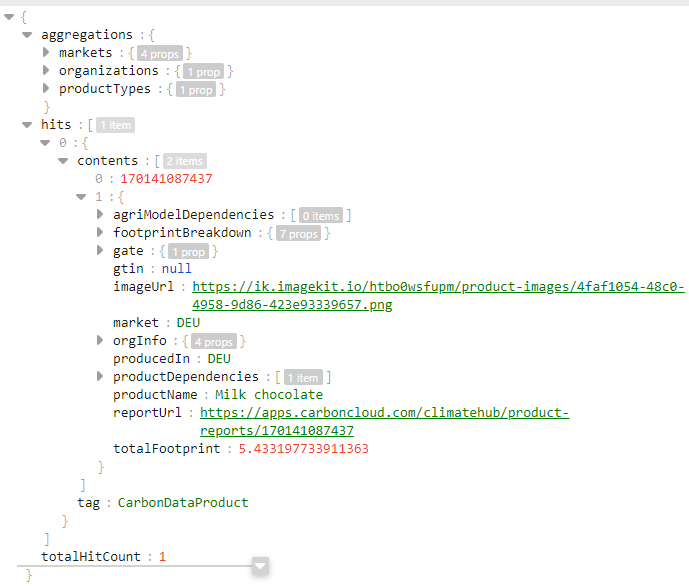 {
aggregations : {
markets : { 4 props }
organizations : { 1 prop }
productTypes : { 1 prop }
}
hits : [ 1 item
0 : {
contents : [ 2 items
0 : 170141087437
1 : {
agriModelDependencies : [ 0 items ]
footprintBreakdown : { 7 props }
gate : { 1 prop }
gtin : null
imageUrl : https://ik.imagekit.io/htbo0wsfupm/product-images/4faf1054-48c0-
4958-9d86-423e93339657.png
market : DEU
orgInfo : { 4 props }
producedIn : DEU
productDependencies : [ 1 item ]
productName : Milk chocolate
reportUrl : https://apps.carboncloud.com/climatehub/product-
reports/170141087437
totalFootprint : 5.433197733911363
}
]
tag : CarbonDataProduct
}
]
totalHitCount : 1
}